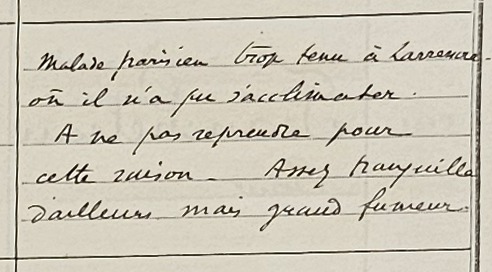 Malade parisien trop tenu à Lannemezan
où il n'a pu s'acclimater.
A ne pas reprendre pour
cette raison. Assez tranquille
d'ailleurs mais grand fumeur.